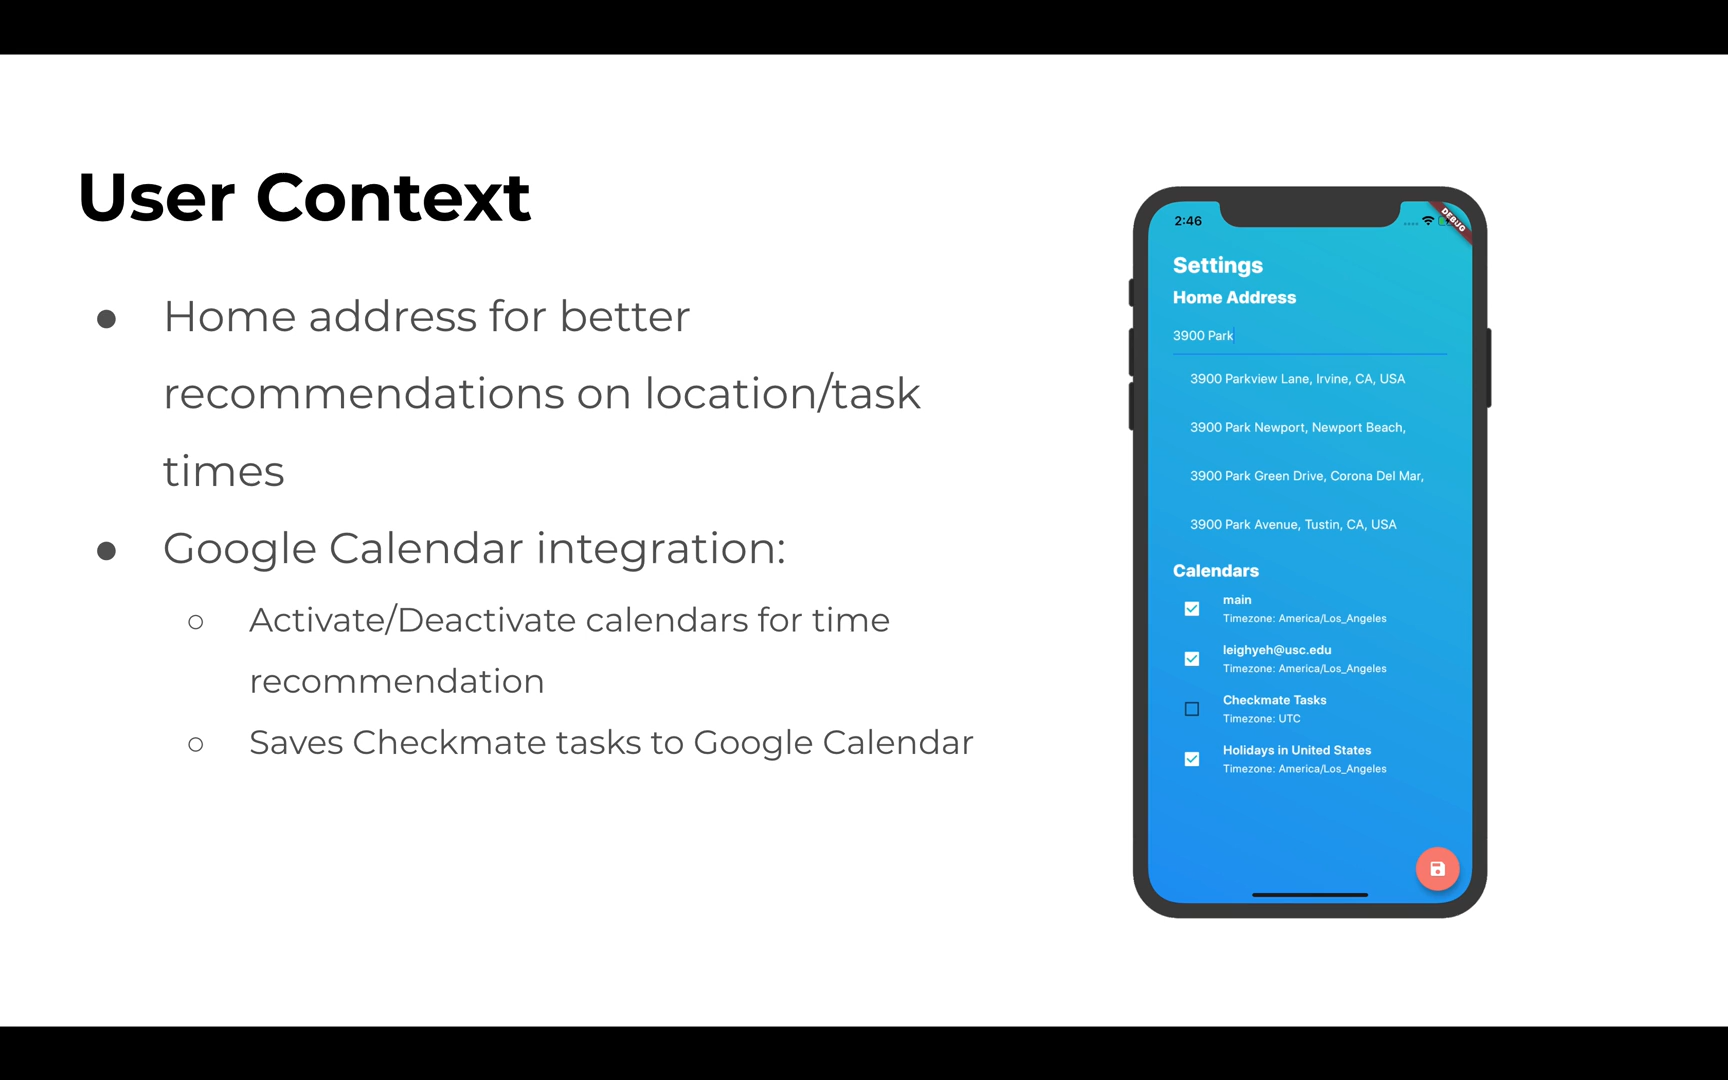 User Context
● Home address for better
recommendations on location/task
times
● Google Calendar integration:
○ Activate/Deactivate calendars for time
recommendation
○ Saves Checkmate tasks to Google Calendar
2:46
DEBUG
Settings
Home Address
3900 Park
3900 Parkview Lane, Irvine, CA, USA
3900 Park Newport, Newport Beach,
3900 Park Green Drive, Corona Del Mar,
3900 Park Avenue, Tustin, CA, USA
Calendars
main
Timezone: America/Los_Angeles
leighyeh@usc.edu
Timezone: America/Los_Angeles
Checkmate Tasks
Timezone: UTC
Holidays in United States
Timezone: America/Los_Angeles